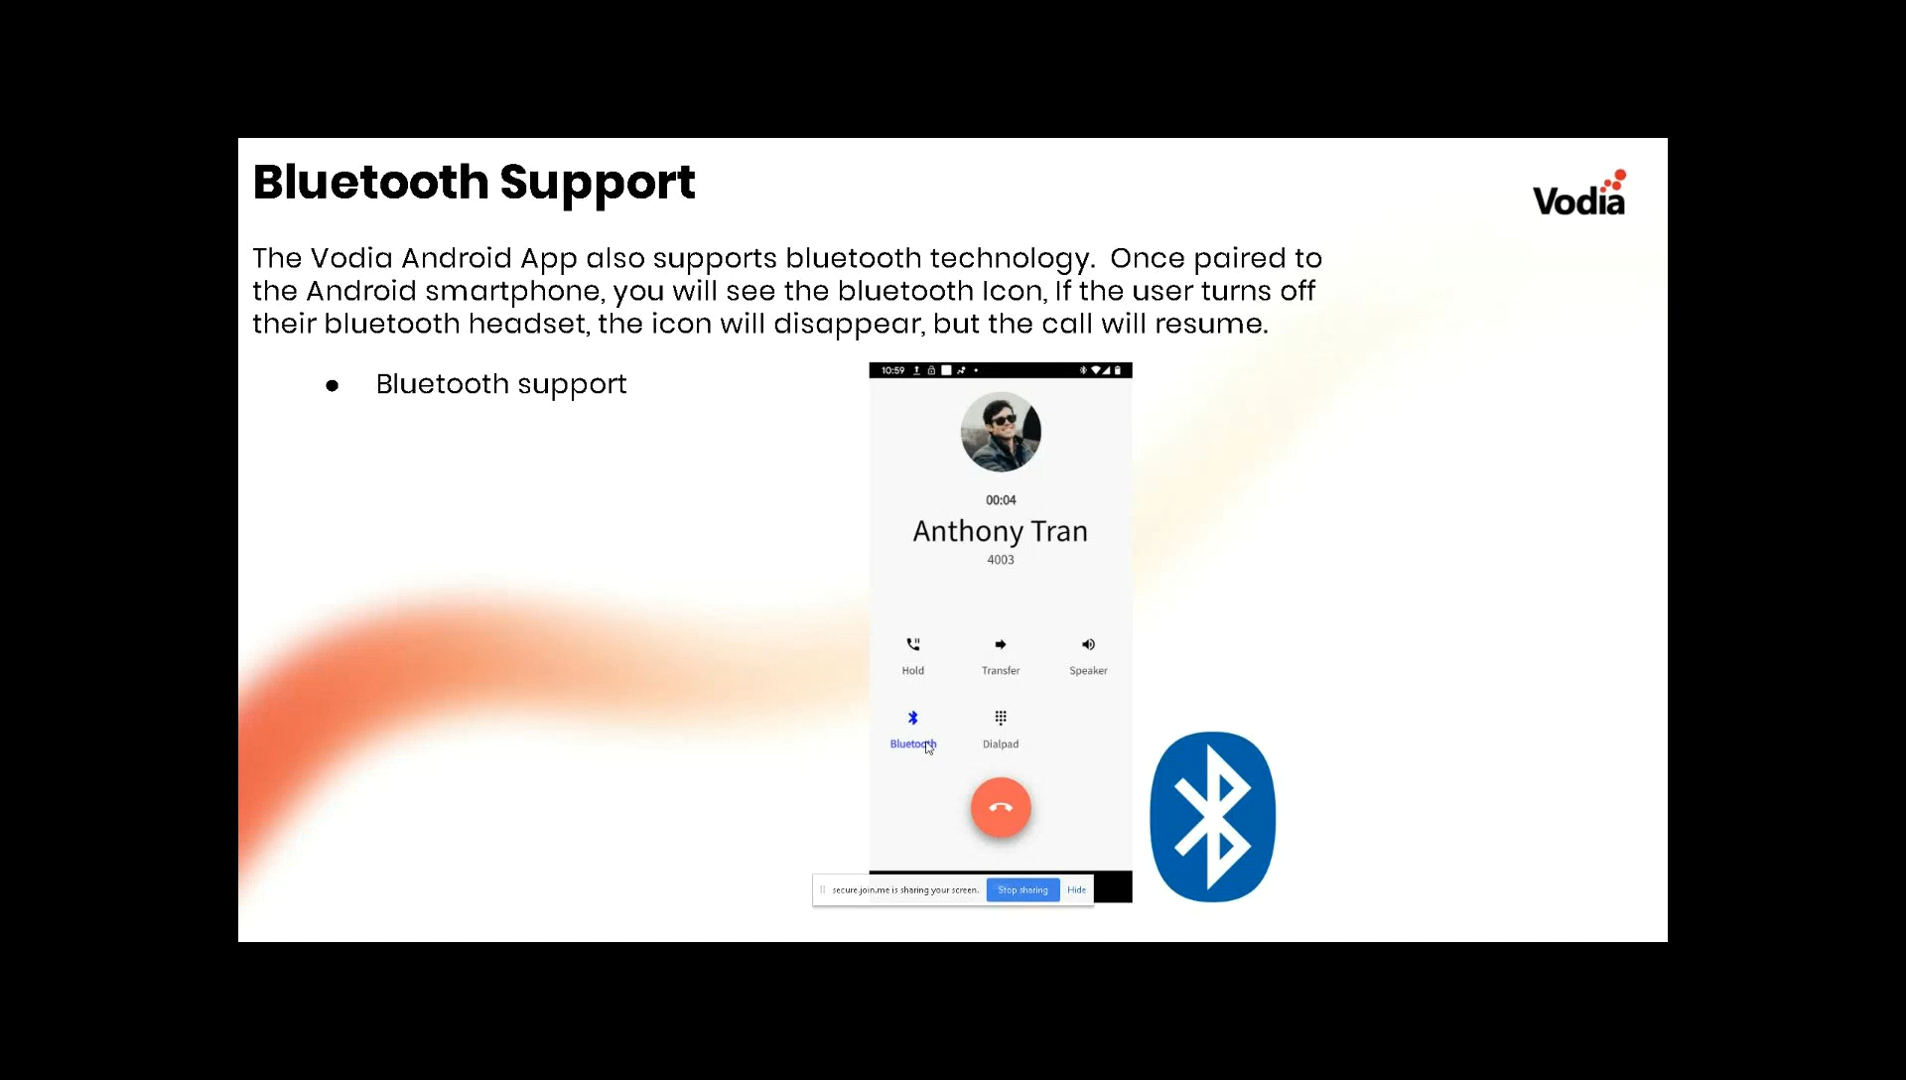 Bluetooth Support
Vodia
The Vodia Android App also supports bluetooth technology.  Once paired to
the Android smartphone, you will see the bluetooth Icon, If the user turns off
their bluetooth headset, the icon will disappear, but the call will resume.
● Bluetooth support
10:59
00:04
Anthony Tran
4003
Hold Transfer Speaker
Bluetooth Dialpad
secure.join.me is sharing your screen. Stop sharing Hide